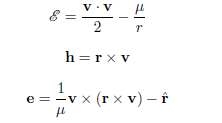 ℰ = v · v / 2 − μ / r
h = r × v
e = 1 / μ v × (r × v) − r̂